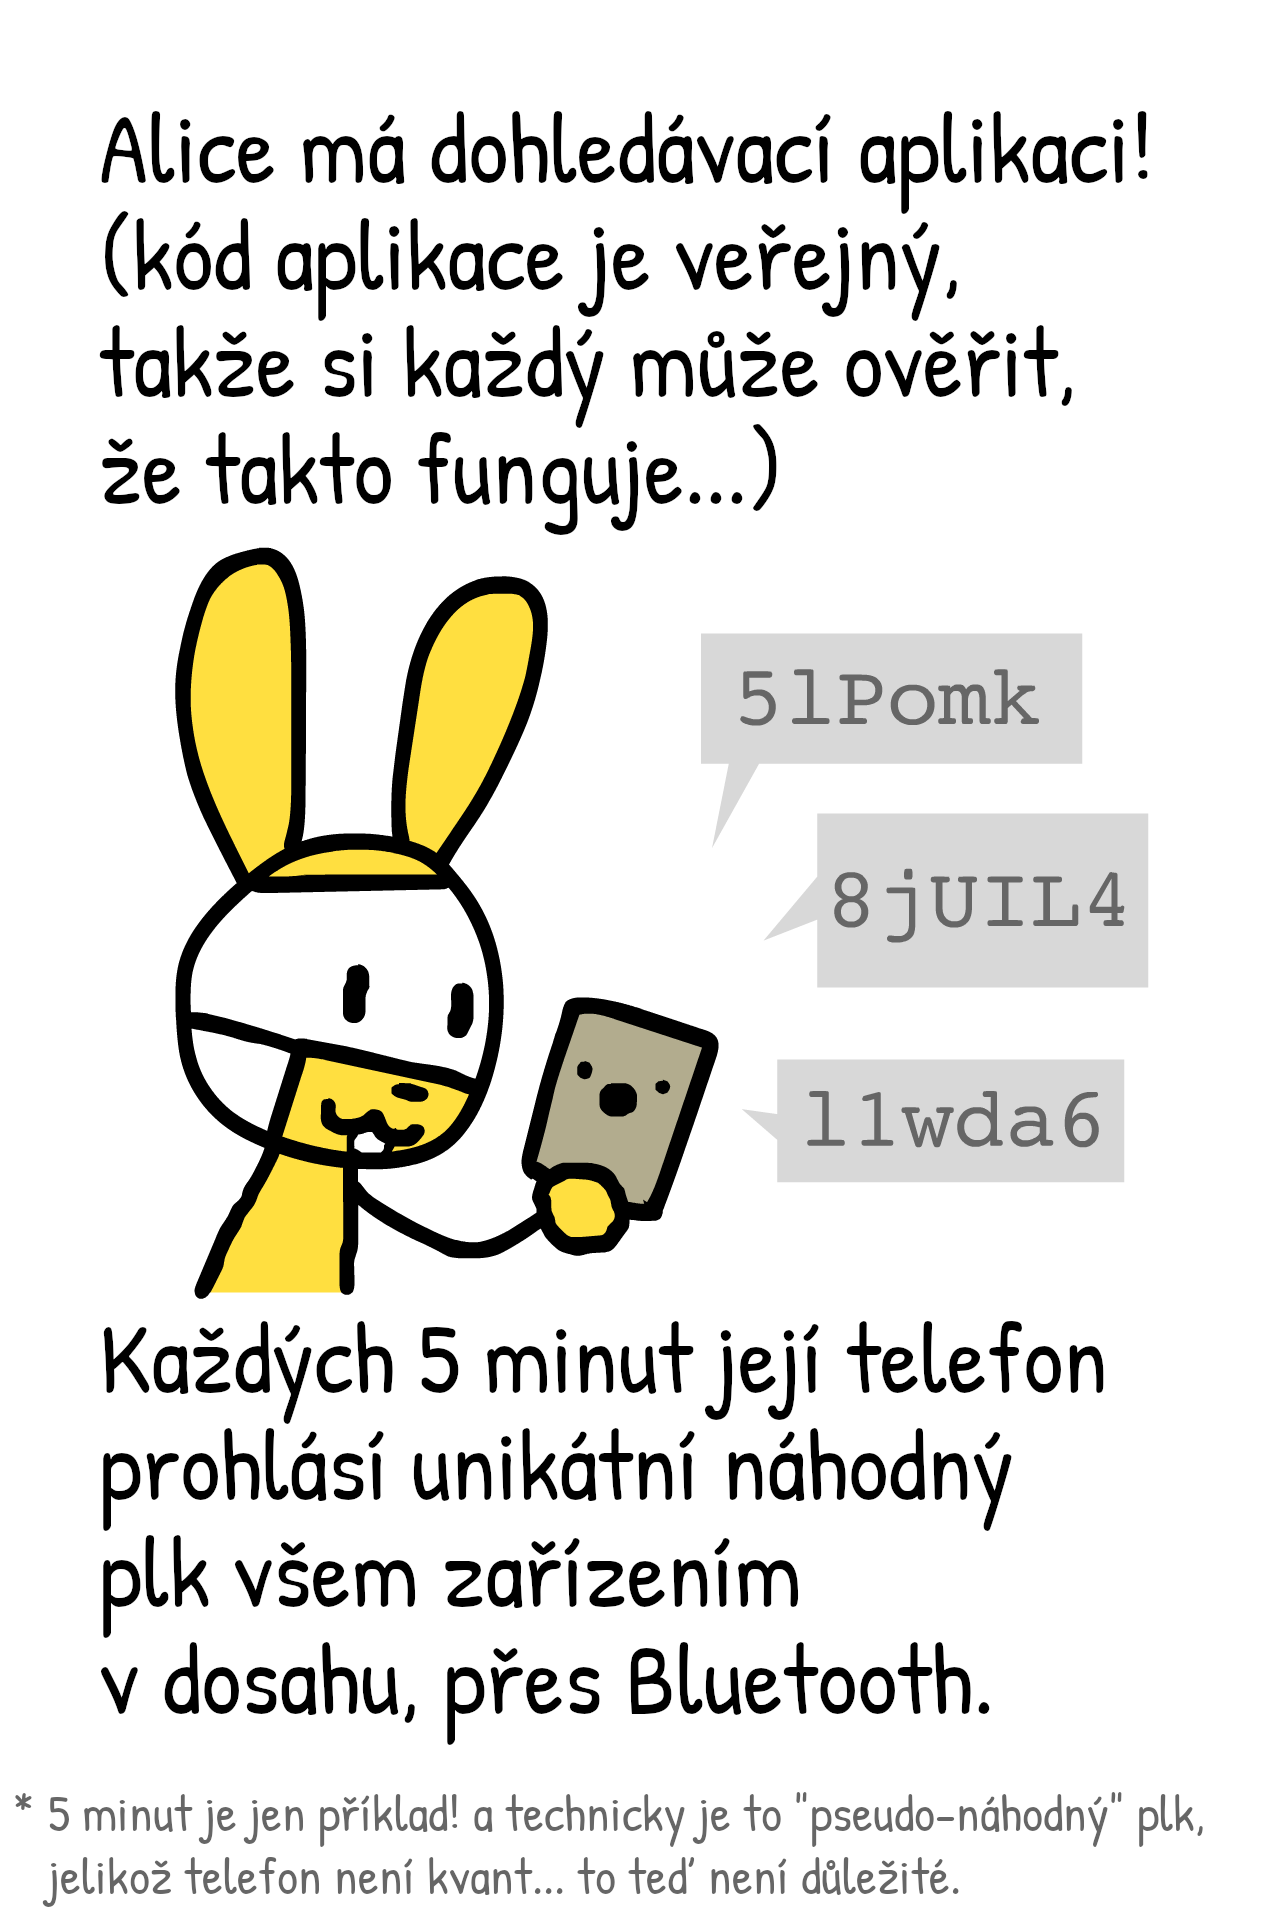 Alice má dohledávací aplikaci!
(kód aplikace je veřejný,
takže si každý může ověřit,
že takto funguje...)
5lPomk
8jUIL4
l1wda6
Každých 5 minut její telefon
prohlásí unikátní náhodný
plk všem zařízením
v dosahu, přes Bluetooth.
* 5 minut je jen příklad! a technicky je to "pseudo-náhodný" plk,
jelikož telefon není kvant... to teď není důležité.